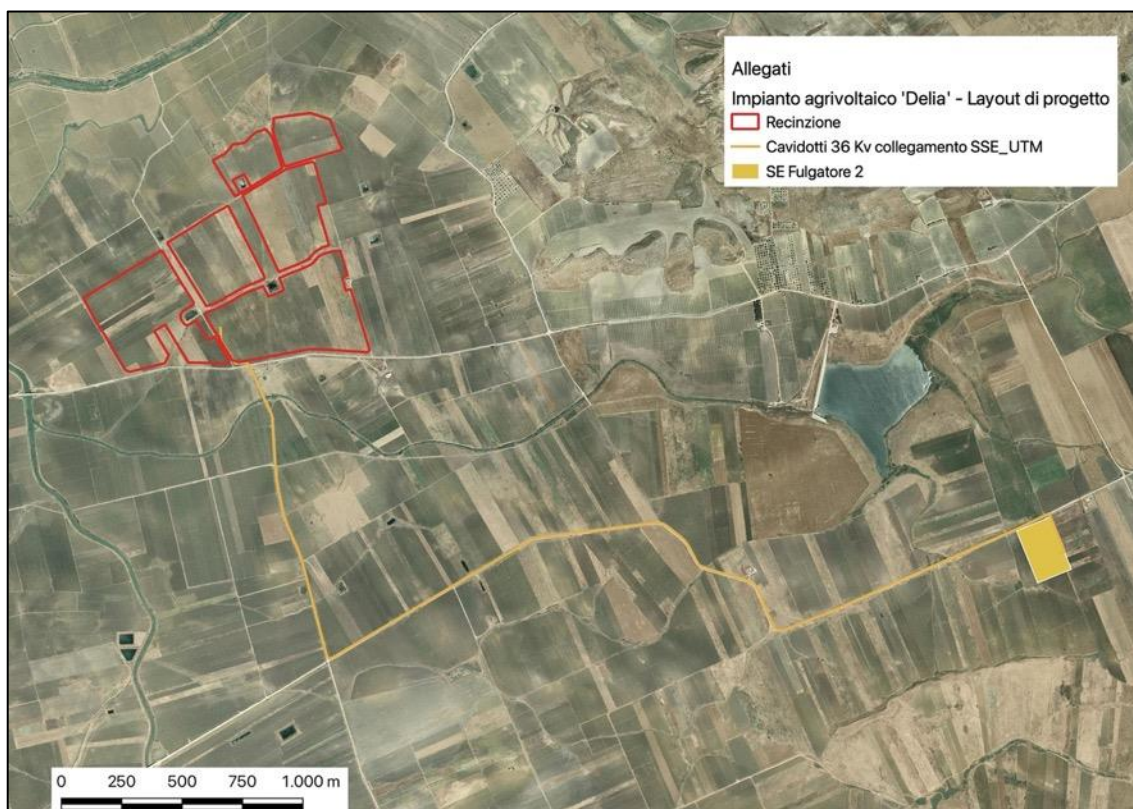 Allegati
Impianto agrivoltaico 'Delia' - Layout di progetto
Recinzione
Cavidotti 36 Kv collegamento SSE_UTM
SE Fulgatore 2
0 250 500 750 1.000 m